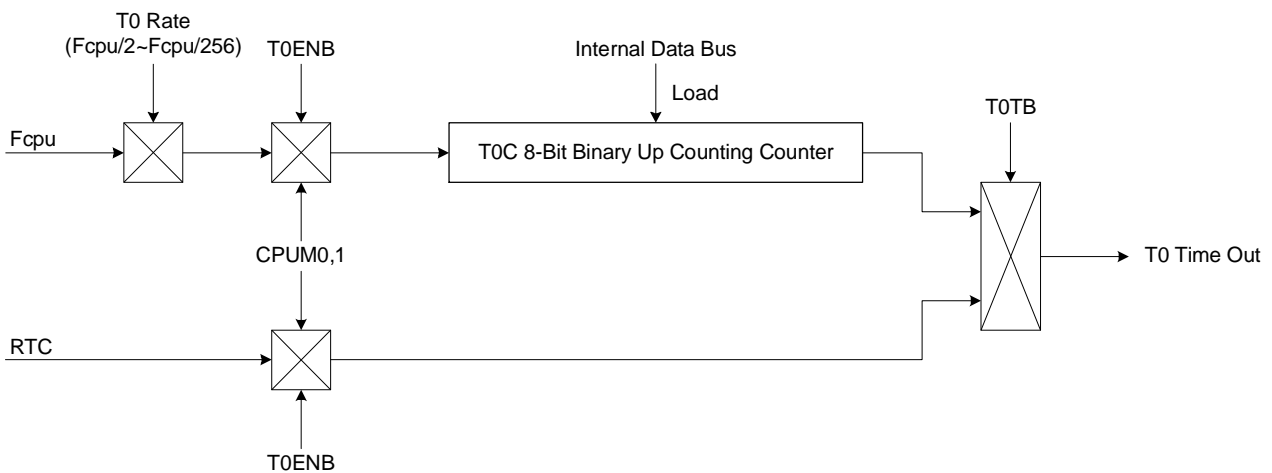 T0 Rate
(Fcpu/2~Fcpu/256)
T0ENB
Internal Data Bus
Load
T0TB
Fcpu
T0C 8-Bit Binary Up Counting Counter
CPUM0,1
T0 Time Out
RTC
T0ENB